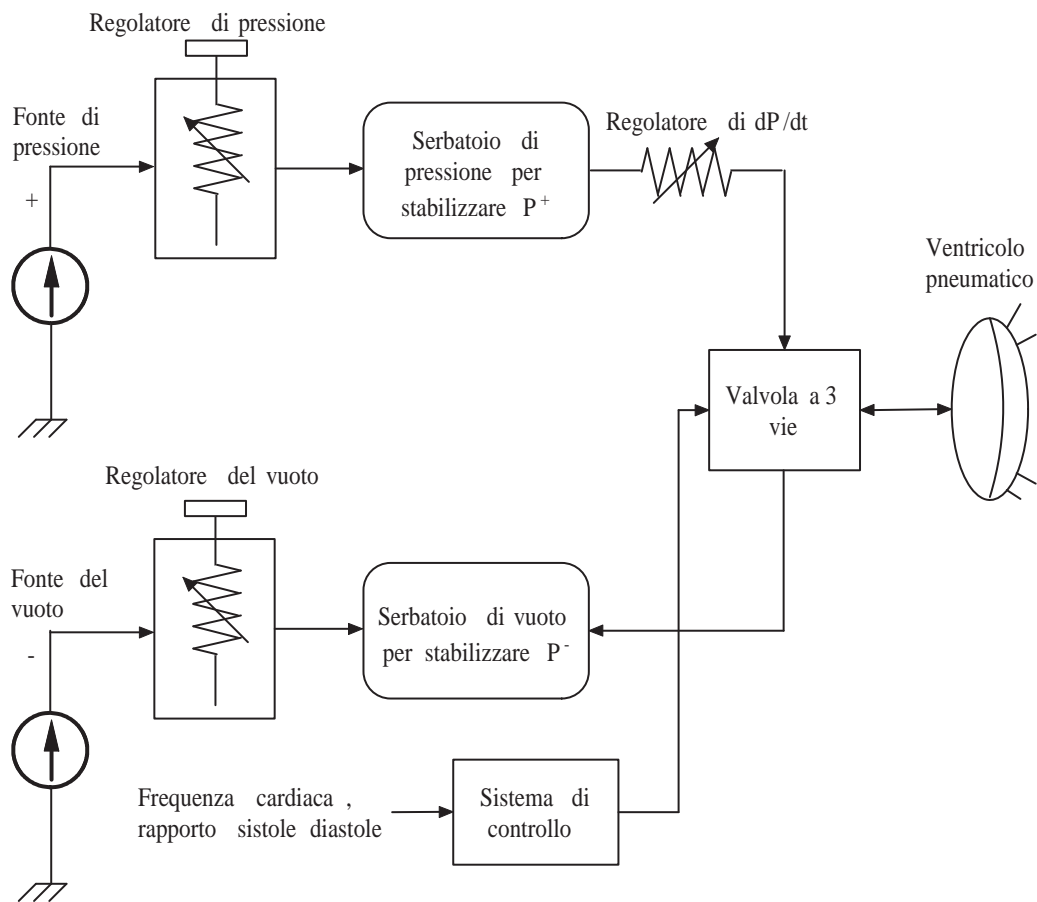 Regolatore di pressione
Fonte di
pressione
+
Serbatoio di
pressione per
stabilizzare P⁺
Regolatore di dP/dt
Ventricolo
pneumatico
Valvola a 3
vie
Regolatore del vuoto
Fonte del
vuoto
-
Serbatoio di vuoto
per stabilizzare P⁻
Frequenza cardiaca ,
rapporto sistole diastole
Sistema di
controllo